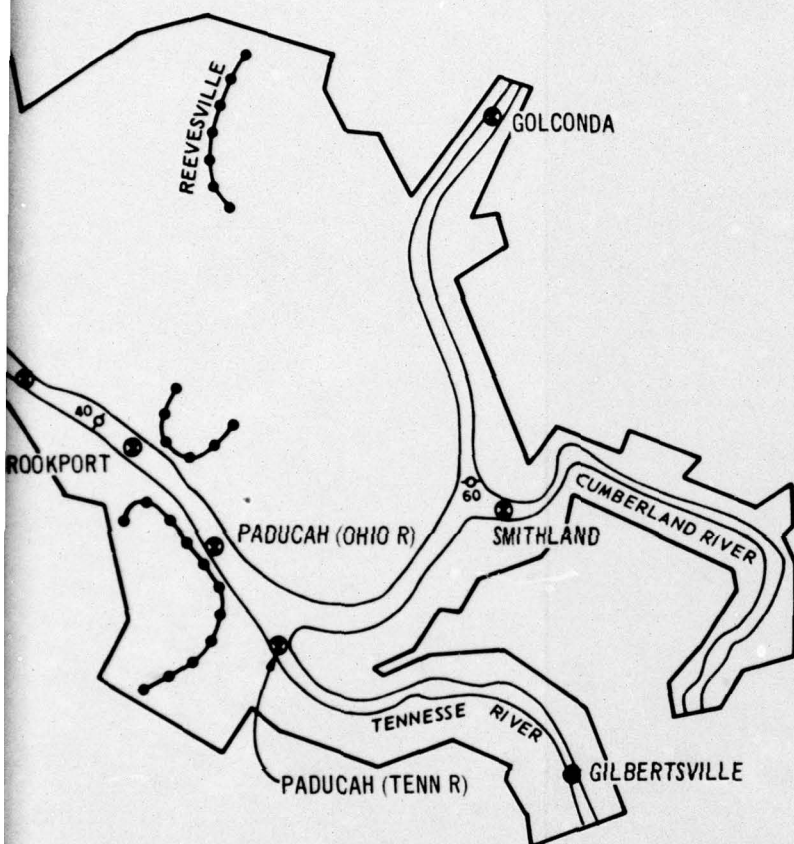 REEVESVILLE
GOLCONDA
40
ROOKPORT
60
PADUCAH (OHIO R)
SMITHLAND
CUMBERLAND RIVER
TENNESSE RIVER
GILBERTSVILLE
PADUCAH (TENN R)